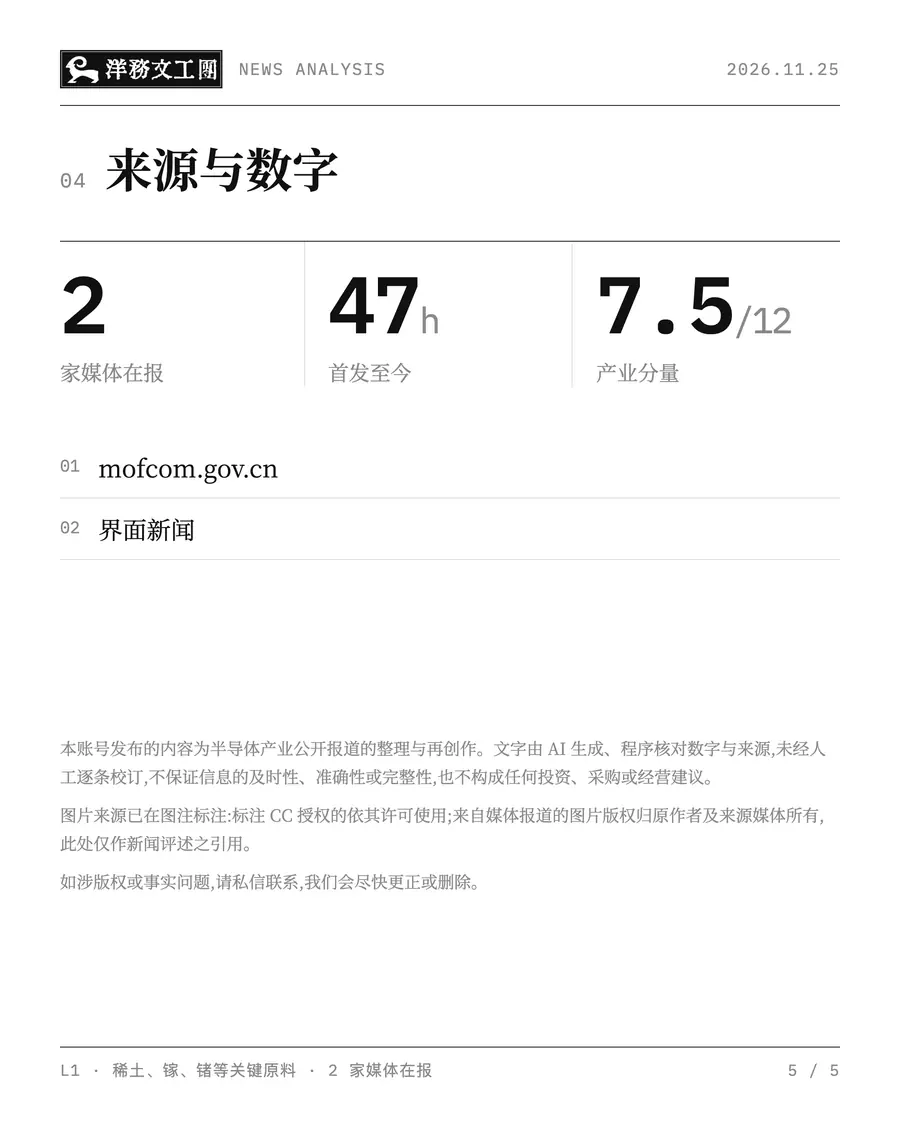 洋務文工團 NEWS ANALYSIS 2026.11.25
04 来源与数字
2 47h 7.5/12
家媒体在报 首发至今 产业分量
01 mofcom.gov.cn
02 界面新闻
本账号发布的内容为半导体产业公开报道的整理与再创作。文字由 AI 生成、程序核对数字与来源,未经人
工逐条校订,不保证信息的及时性、准确性或完整性,也不构成任何投资、采购或经营建议。
图片来源已在图注标注:标注 CC 授权的依其许可使用;来自媒体报道的图片版权归原作者及来源媒体所有,
此处仅作新闻评述之引用。
如涉版权或事实问题,请私信联系,我们会尽快更正或删除。
L1 · 稀土、镓、锗等关键原料 · 2 家媒体在报 5 / 5